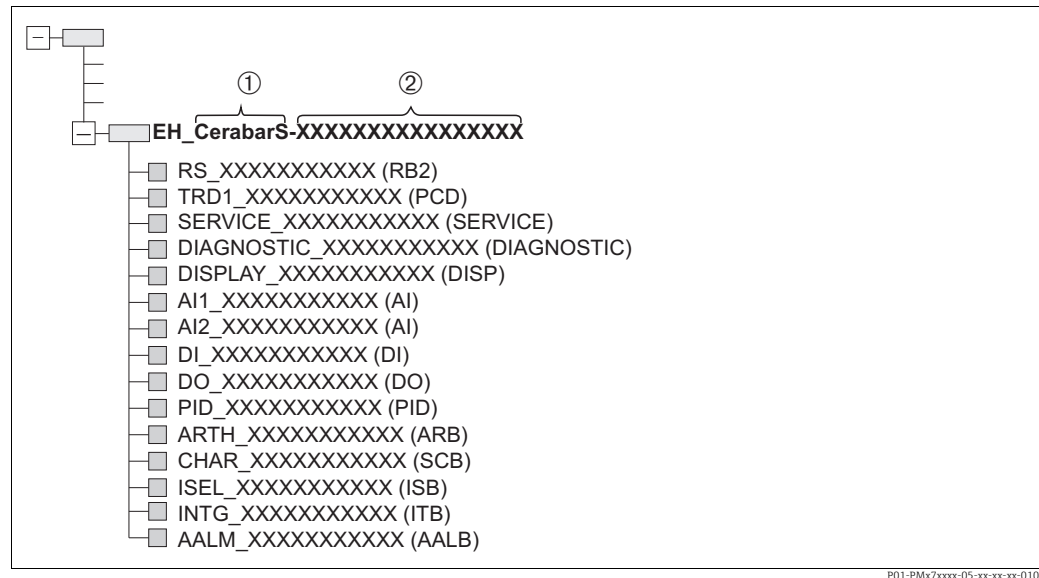 ① ②
EH_CerabarS-XXXXXXXXXXXXXXXX
RS_XXXXXXXXXXX (RB2)
TRD1_XXXXXXXXXXX (PCD)
SERVICE_XXXXXXXXXXX (SERVICE)
DIAGNOSTIC_XXXXXXXXXXX (DIAGNOSTIC)
DISPLAY_XXXXXXXXXXX (DISP)
AI1_XXXXXXXXXXX (AI)
AI2_XXXXXXXXXXX (AI)
DI_XXXXXXXXXXX (DI)
DO_XXXXXXXXXXX (DO)
PID_XXXXXXXXXXX (PID)
ARTH_XXXXXXXXXXX (ARB)
CHAR_XXXXXXXXXXX (SCB)
ISEL_XXXXXXXXXXX (ISB)
INTG_XXXXXXXXXXX (ITB)
AALM_XXXXXXXXXXX (AALB)
P01-PMx7xxxx-05-xx-xx-xx-010